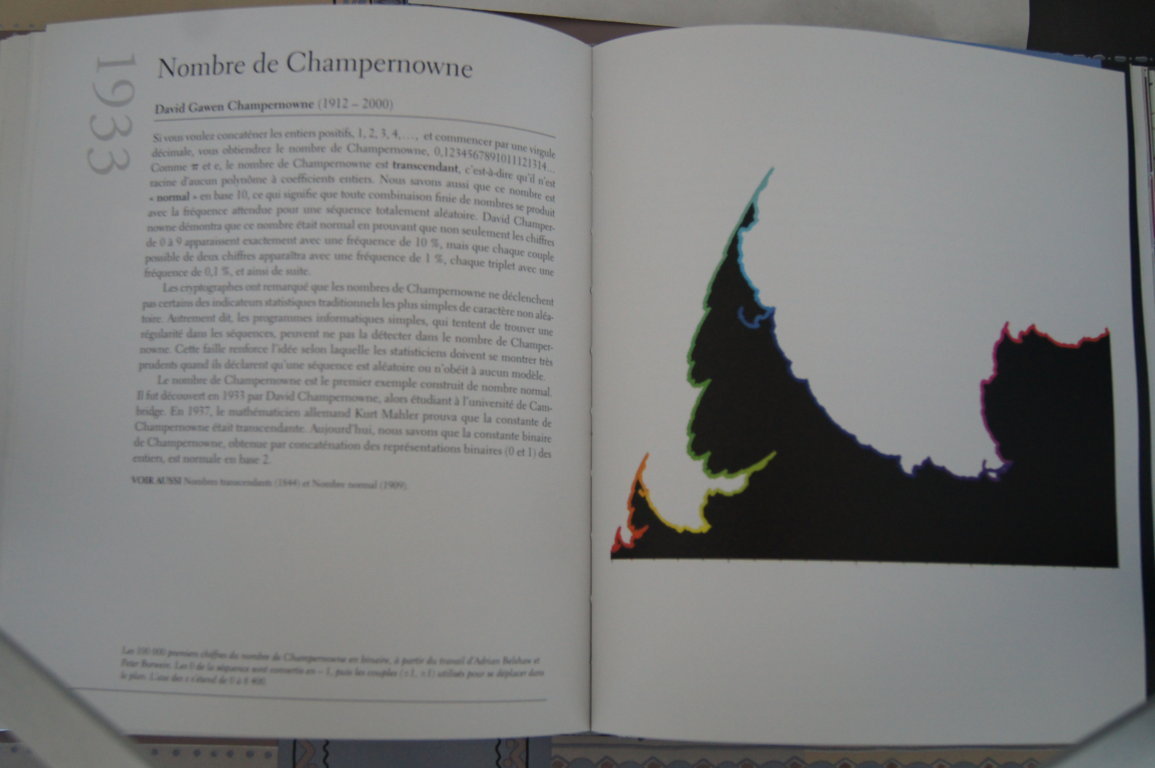 1933
Nombre de Champernowne
David Gawen Champernowne (1912 – 2000)
Si vous voulez concaténer les entiers positifs, 1, 2, 3, 4,…, et commencer par une virgule
décimale, vous obtiendrez le nombre de Champernowne, 0,1234567891011121314…
Comme π et e, le nombre de Champernowne est transcendant, c'est-à-dire qu'il n'est
racine d'aucun polynôme à coefficients entiers. Nous savons aussi que ce nombre est
« normal » en base 10, ce qui signifie que toute combinaison finie de nombres se produit
avec la fréquence attendue pour une séquence totalement aléatoire. David Champer-
nowne démontra que ce nombre était normal en prouvant que non seulement les chiffres
de 0 à 9 apparaissent exactement avec une fréquence de 10 %, mais que chaque couple
possible de deux chiffres apparaîtra avec une fréquence de 1 %, chaque triplet avec une
fréquence de 0,1 %, et ainsi de suite.
Les cryptographes ont remarqué que les nombres de Champernowne ne déclenchent
pas certains des indicateurs statistiques traditionnels les plus simples de caractère non aléa-
toire. Autrement dit, les programmes informatiques simples, qui tentent de trouver une
régularité dans les séquences, peuvent ne pas la détecter dans le nombre de Champer-
nowne. Cette faille renforce l'idée selon laquelle les statisticiens doivent se montrer très
prudents quand ils déclarent qu'une séquence est aléatoire ou n'obéit à aucun modèle.
Le nombre de Champernowne est le premier exemple construit de nombre normal.
Il fut découvert en 1933 par David Champernowne, alors étudiant à l'université de Cam-
bridge. En 1937, le mathématicien allemand Kurt Mahler prouva que la constante de
Champernowne était transcendante. Aujourd'hui, nous savons que la constante binaire
de Champernowne, obtenue par concaténation des représentations binaires (0 et 1) des
entiers, est normale en base 2.
VOIR AUSSI Nombres transcendants (1844) et Nombre normal (1909).
Les 100 000 premiers chiffres du nombre de Champernowne en binaire, à partir du travail d'Adrian Belshaw et
Peter Borwein. Les 0 de la séquence sont convertis en – 1, puis les couples (±1, ±1) utilisés pour se déplacer dans
le plan. L'axe des x s'étend de 0 à 8 400.